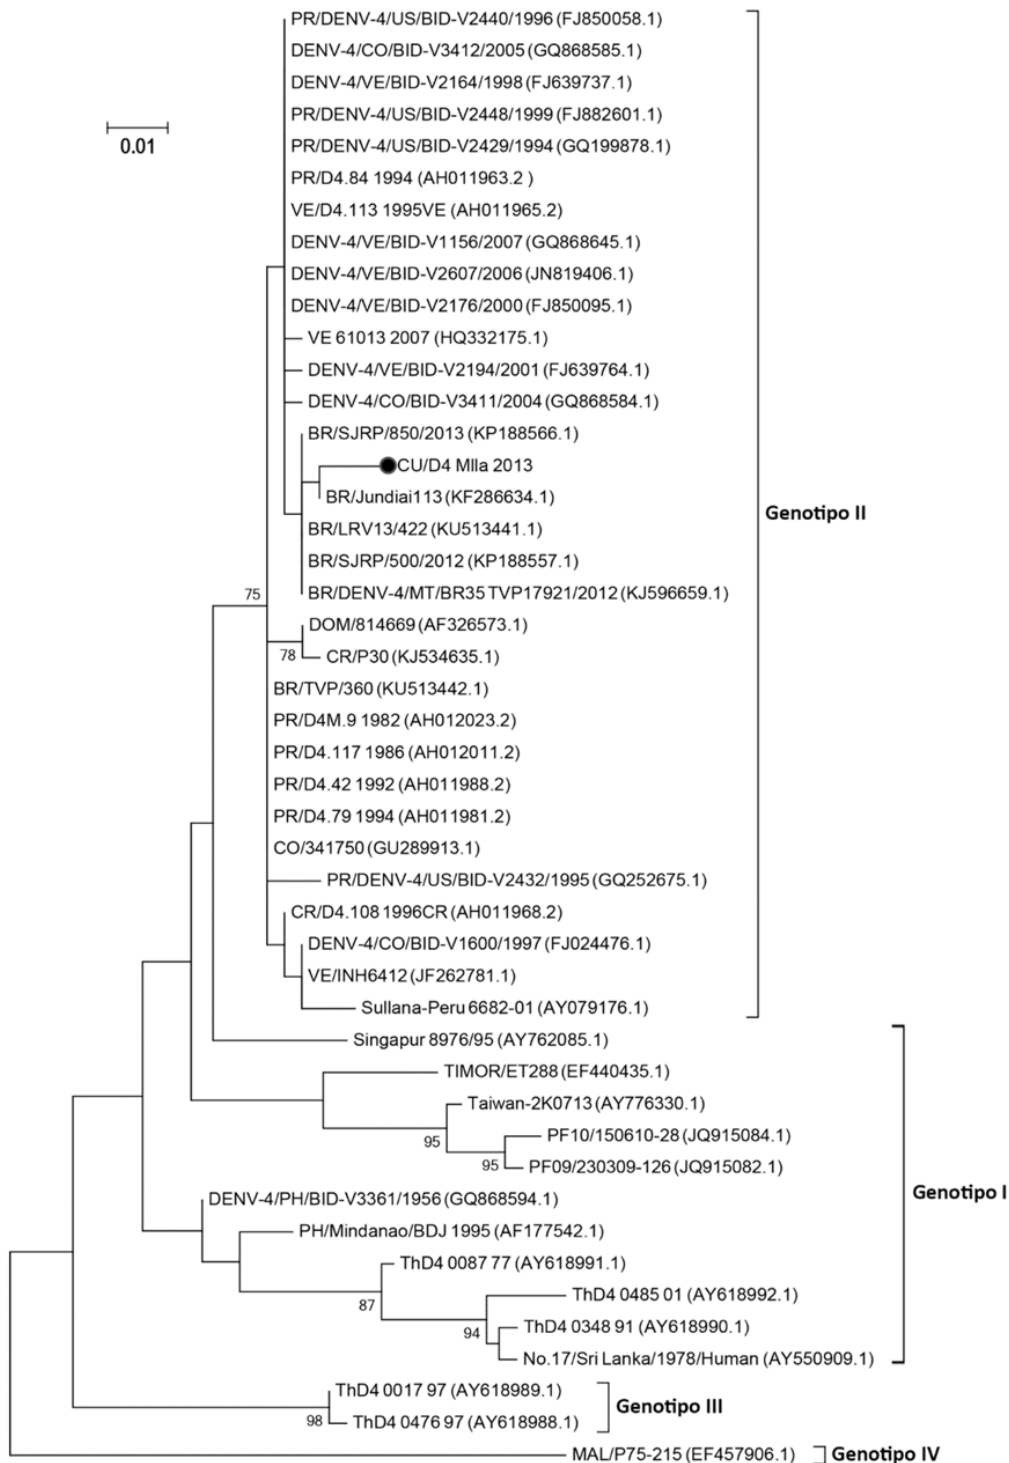 PR/DENV-4/US/BID-V2440/1996 (FJ850058.1)
DENV-4/CO/BID-V3412/2005 (GQ868585.1)
DENV-4/VE/BID-V2164/1998 (FJ639737.1)
PR/DENV-4/US/BID-V2448/1999 (FJ882601.1)
0.01
PR/DENV-4/US/BID-V2429/1994 (GQ199878.1)
PR/D4.84 1994 (AH011963.2 )
VE/D4.113 1995VE (AH011965.2)
DENV-4/VE/BID-V1156/2007 (GQ868645.1)
DENV-4/VE/BID-V2607/2006 (JN819406.1)
DENV-4/VE/BID-V2176/2000 (FJ850095.1)
VE 61013 2007 (HQ332175.1)
DENV-4/VE/BID-V2194/2001 (FJ639764.1)
DENV-4/CO/BID-V3411/2004 (GQ868584.1)
BR/SJRP/850/2013 (KP188566.1)
CU/D4 Mlla 2013
BR/Jundiai113 (KF286634.1)
Genotipo II
BR/LRV13/422 (KU513441.1)
BR/SJRP/500/2012 (KP188557.1)
BR/DENV-4/MT/BR35 TVP17921/2012 (KJ596659.1)
75
DOM/814669 (AF326573.1)
78
CR/P30 (KJ534635.1)
BR/TVP/360 (KU513442.1)
PR/D4M.9 1982 (AH012023.2)
PR/D4.117 1986 (AH012011.2)
PR/D4.42 1992 (AH011988.2)
PR/D4.79 1994 (AH011981.2)
CO/341750 (GU289913.1)
PR/DENV-4/US/BID-V2432/1995 (GQ252675.1)
CR/D4.108 1996CR (AH011968.2)
DENV-4/CO/BID-V1600/1997 (FJ024476.1)
VE/INH6412 (JF262781.1)
Sullana-Peru 6682-01 (AY079176.1)
Singapur 8976/95 (AY762085.1)
TIMOR/ET288 (EF440435.1)
Taiwan-2K0713 (AY776330.1)
95
PF10/150610-28 (JQ915084.1)
95
PF09/230309-126 (JQ915082.1)
Genotipo I
DENV-4/PH/BID-V3361/1956 (GQ868594.1)
PH/Mindanao/BDJ 1995 (AF177542.1)
ThD4 0087 77 (AY618991.1)
87
ThD4 0485 01 (AY618992.1)
94
ThD4 0348 91 (AY618990.1)
No.17/Sri Lanka/1978/Human (AY550909.1)
ThD4 0017 97 (AY618989.1)
Genotipo III
98
ThD4 0476 97 (AY618988.1)
MAL/P75-215 (EF457906.1)
Genotipo IV